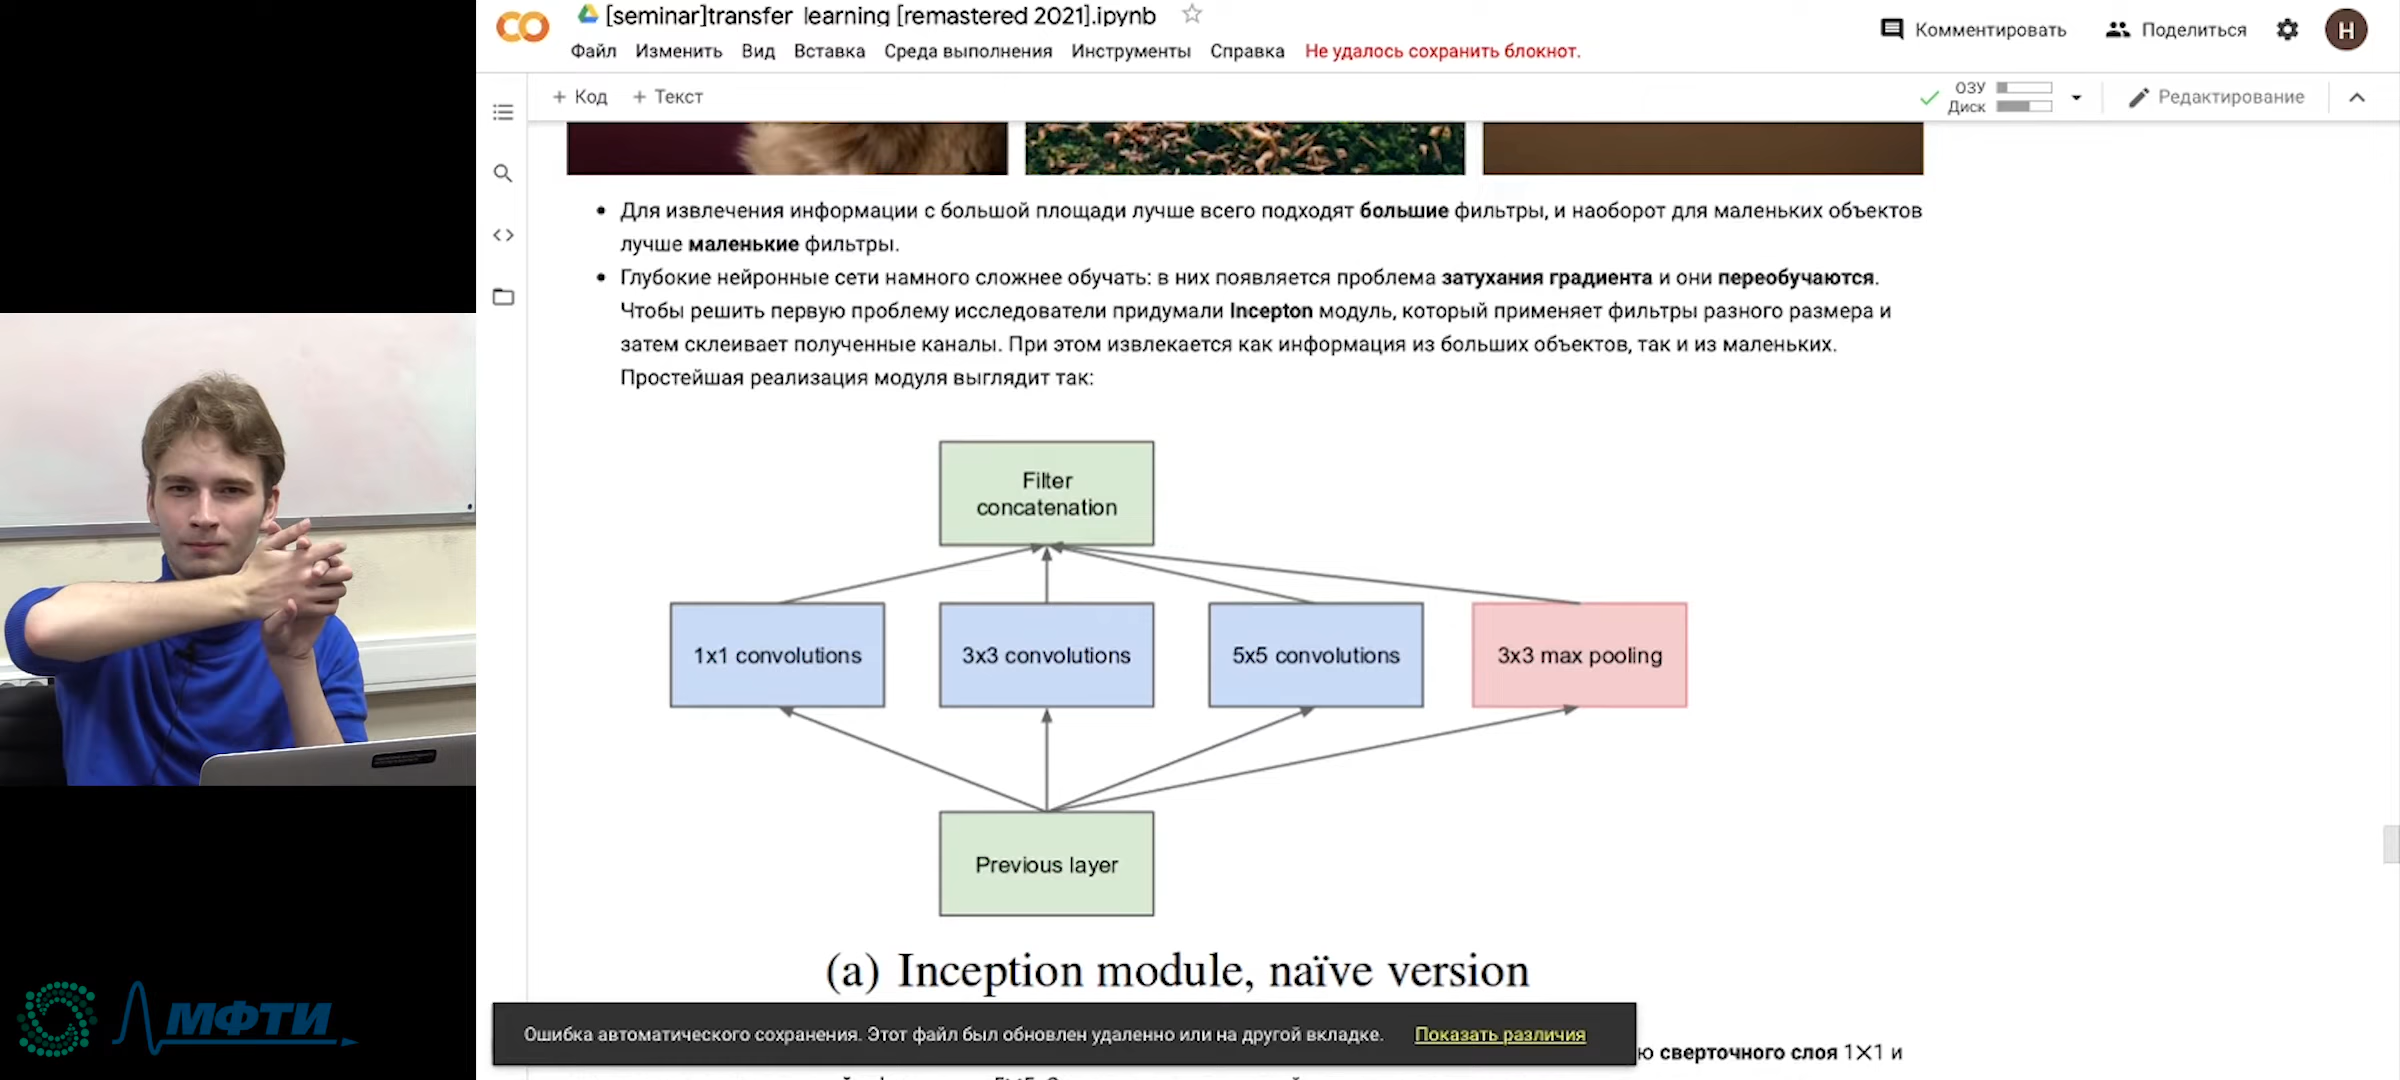 [seminar]transfer_learning [remastered 2021].ipynb
Файл Изменить Вид Вставка Среда выполнения Инструменты Справка Не удалось сохранить блокнот.
Комментировать Поделиться H
+ Код + Текст
ОЗУ
Диск
Редактирование
Для извлечения информации с большой площади лучше всего подходят большие фильтры, и наоборот для маленьких объектов
лучше маленькие фильтры.
Глубокие нейронные сети намного сложнее обучать: в них появляется проблема затухания градиента и они переобучаются.
Чтобы решить первую проблему исследователи придумали Incepton модуль, который применяет фильтры разного размера и
затем склеивает полученные каналы. При этом извлекается как информация из больших объектов, так и из маленьких.
Простейшая реализация модуля выглядит так:
Filter
concatenation
1x1 convolutions 3x3 convolutions 5x5 convolutions 3x3 max pooling
Previous layer
(a) Inception module, naïve version
Ошибка автоматического сохранения. Этот файл был обновлен удаленно или на другой вкладке. Показать различия
ю сверточного слоя 1×1 и
МФТИ